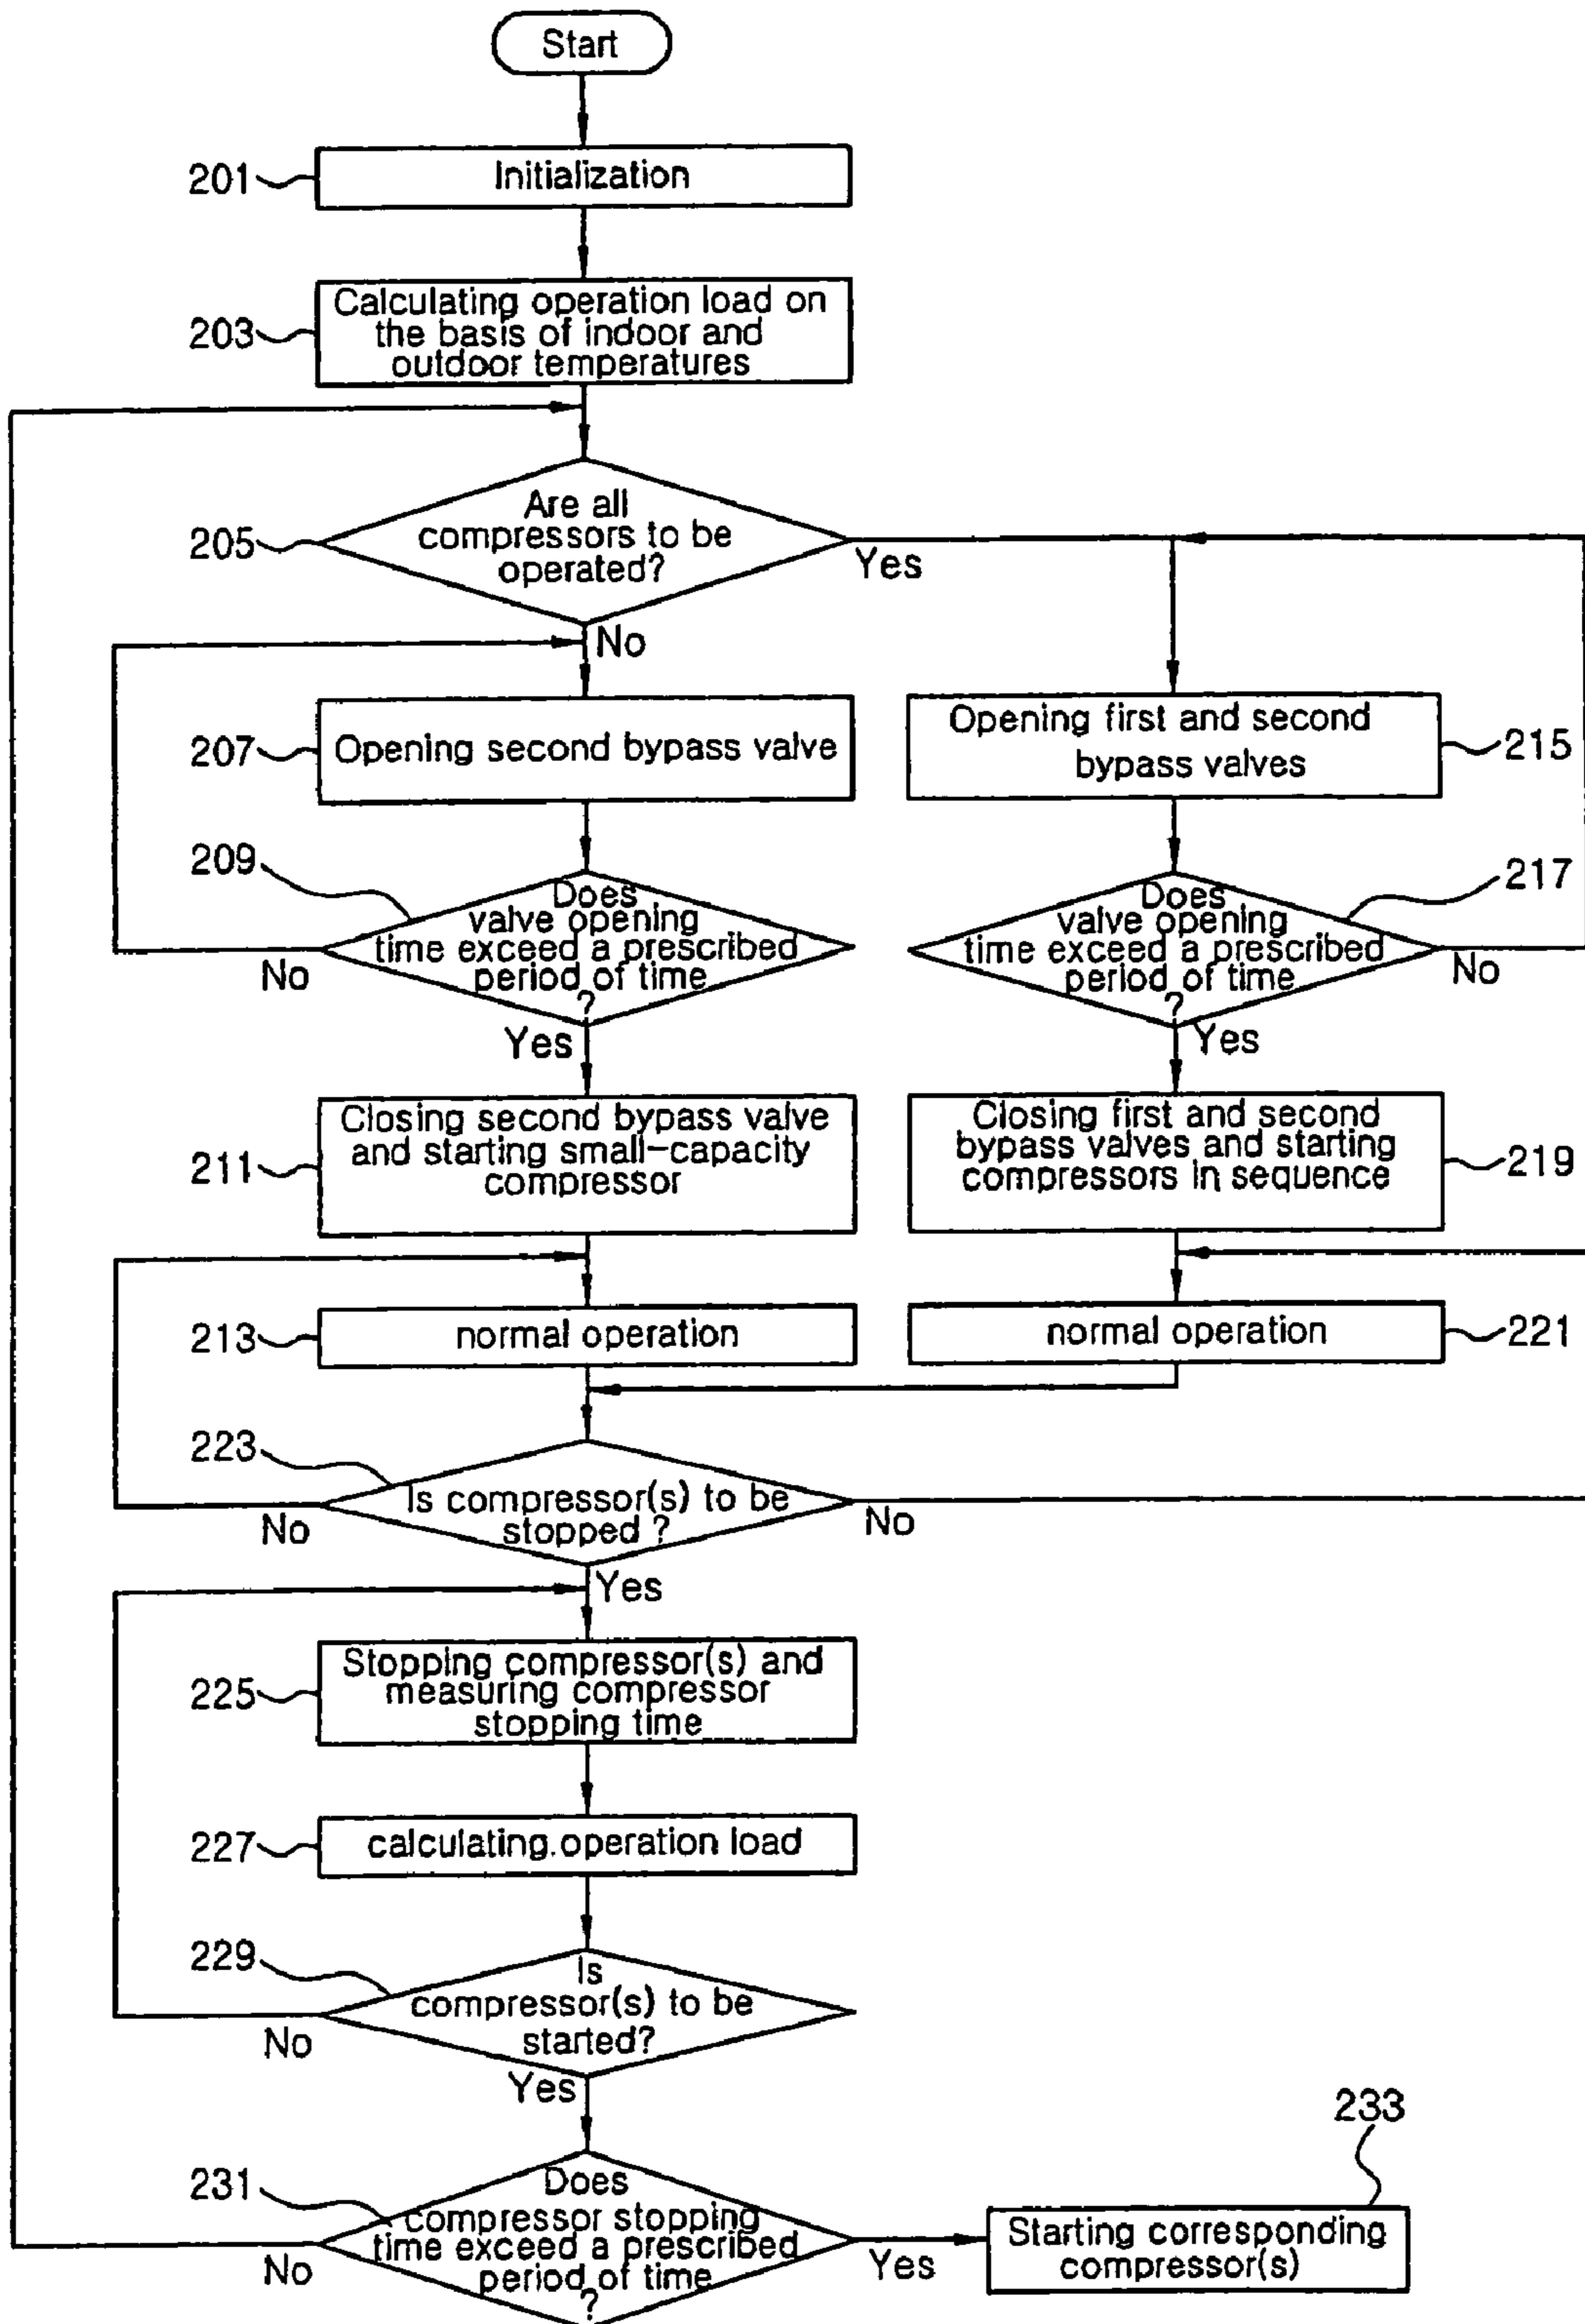 Start
201
Initialization
203
Calculating operation load on
the basis of indoor and
outdoor temperatures
205
Are all
compressors to be
operated?
Yes
No
207
Opening second bypass valve
Opening first and second
bypass valves
215
209
Does
valve opening
time exceed a prescribed
period of time
?
No
Yes
217
Does
valve opening
time exceed a prescribed
period of time
?
No
Yes
211
Closing second bypass valve
and starting small-capacity
compressor
Closing first and second
bypass valves and starting
compressors in sequence
219
213
normal operation
normal operation
221
223
Is compressor(s) to be
stopped ?
No
No
Yes
225
Stopping compressor(s) and
measuring compressor
stopping time
227
calculating.operation load
229
Is
compressor(s) to be
started?
No
Yes
231
Does
compressor stopping
time exceed a prescribed
period of time
?
No
Yes
233
Starting corresponding
compressor(s)